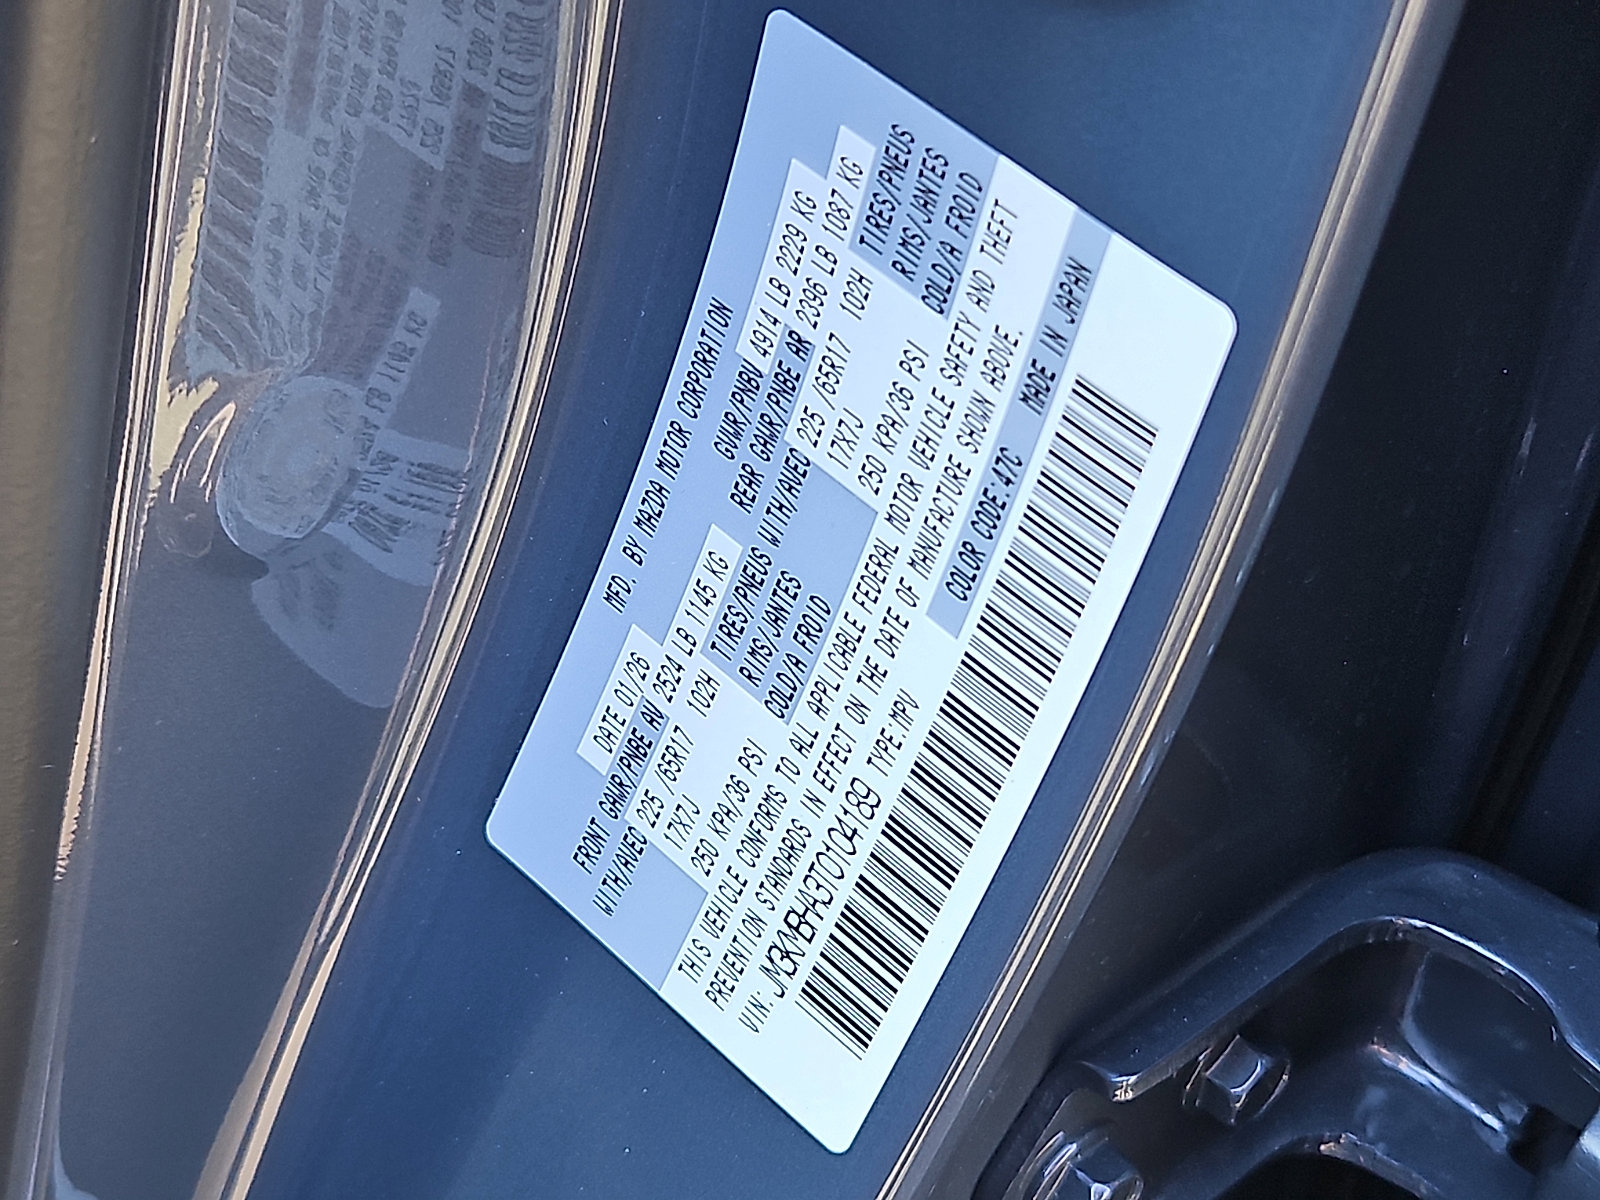 MFD. BY MAZDA MOTOR CORPORATION
DATE 01/26 GVWR/PNBV 4914 LB 2229 KG
FRONT GAWR/PNBE AV 2524 LB 1145 KG REAR GAWR/PNBE AR 2396 LB 1087 KG
WITH/AVEC 225 /65R17 102H TIRES/PNEUS WITH/AVEC 225 /65R17 102H TIRES/PNEUS
17X7J RIMS/JANTES 17X7J RIMS/JANTES
250 KPA/36 PSI COLD/A FROID 250 KPA/36 PSI COLD/A FROID
THIS VEHICLE CONFORMS TO ALL APPLICABLE FEDERAL MOTOR VEHICLE SAFETY AND THEFT
PREVENTION STANDARDS IN EFFECT ON THE DATE OF MANUFACTURE SHOWN ABOVE.
VIN: JM3KMBHA3T0104189 TYPE:MPV COLOR CODE:47C MADE IN JAPAN